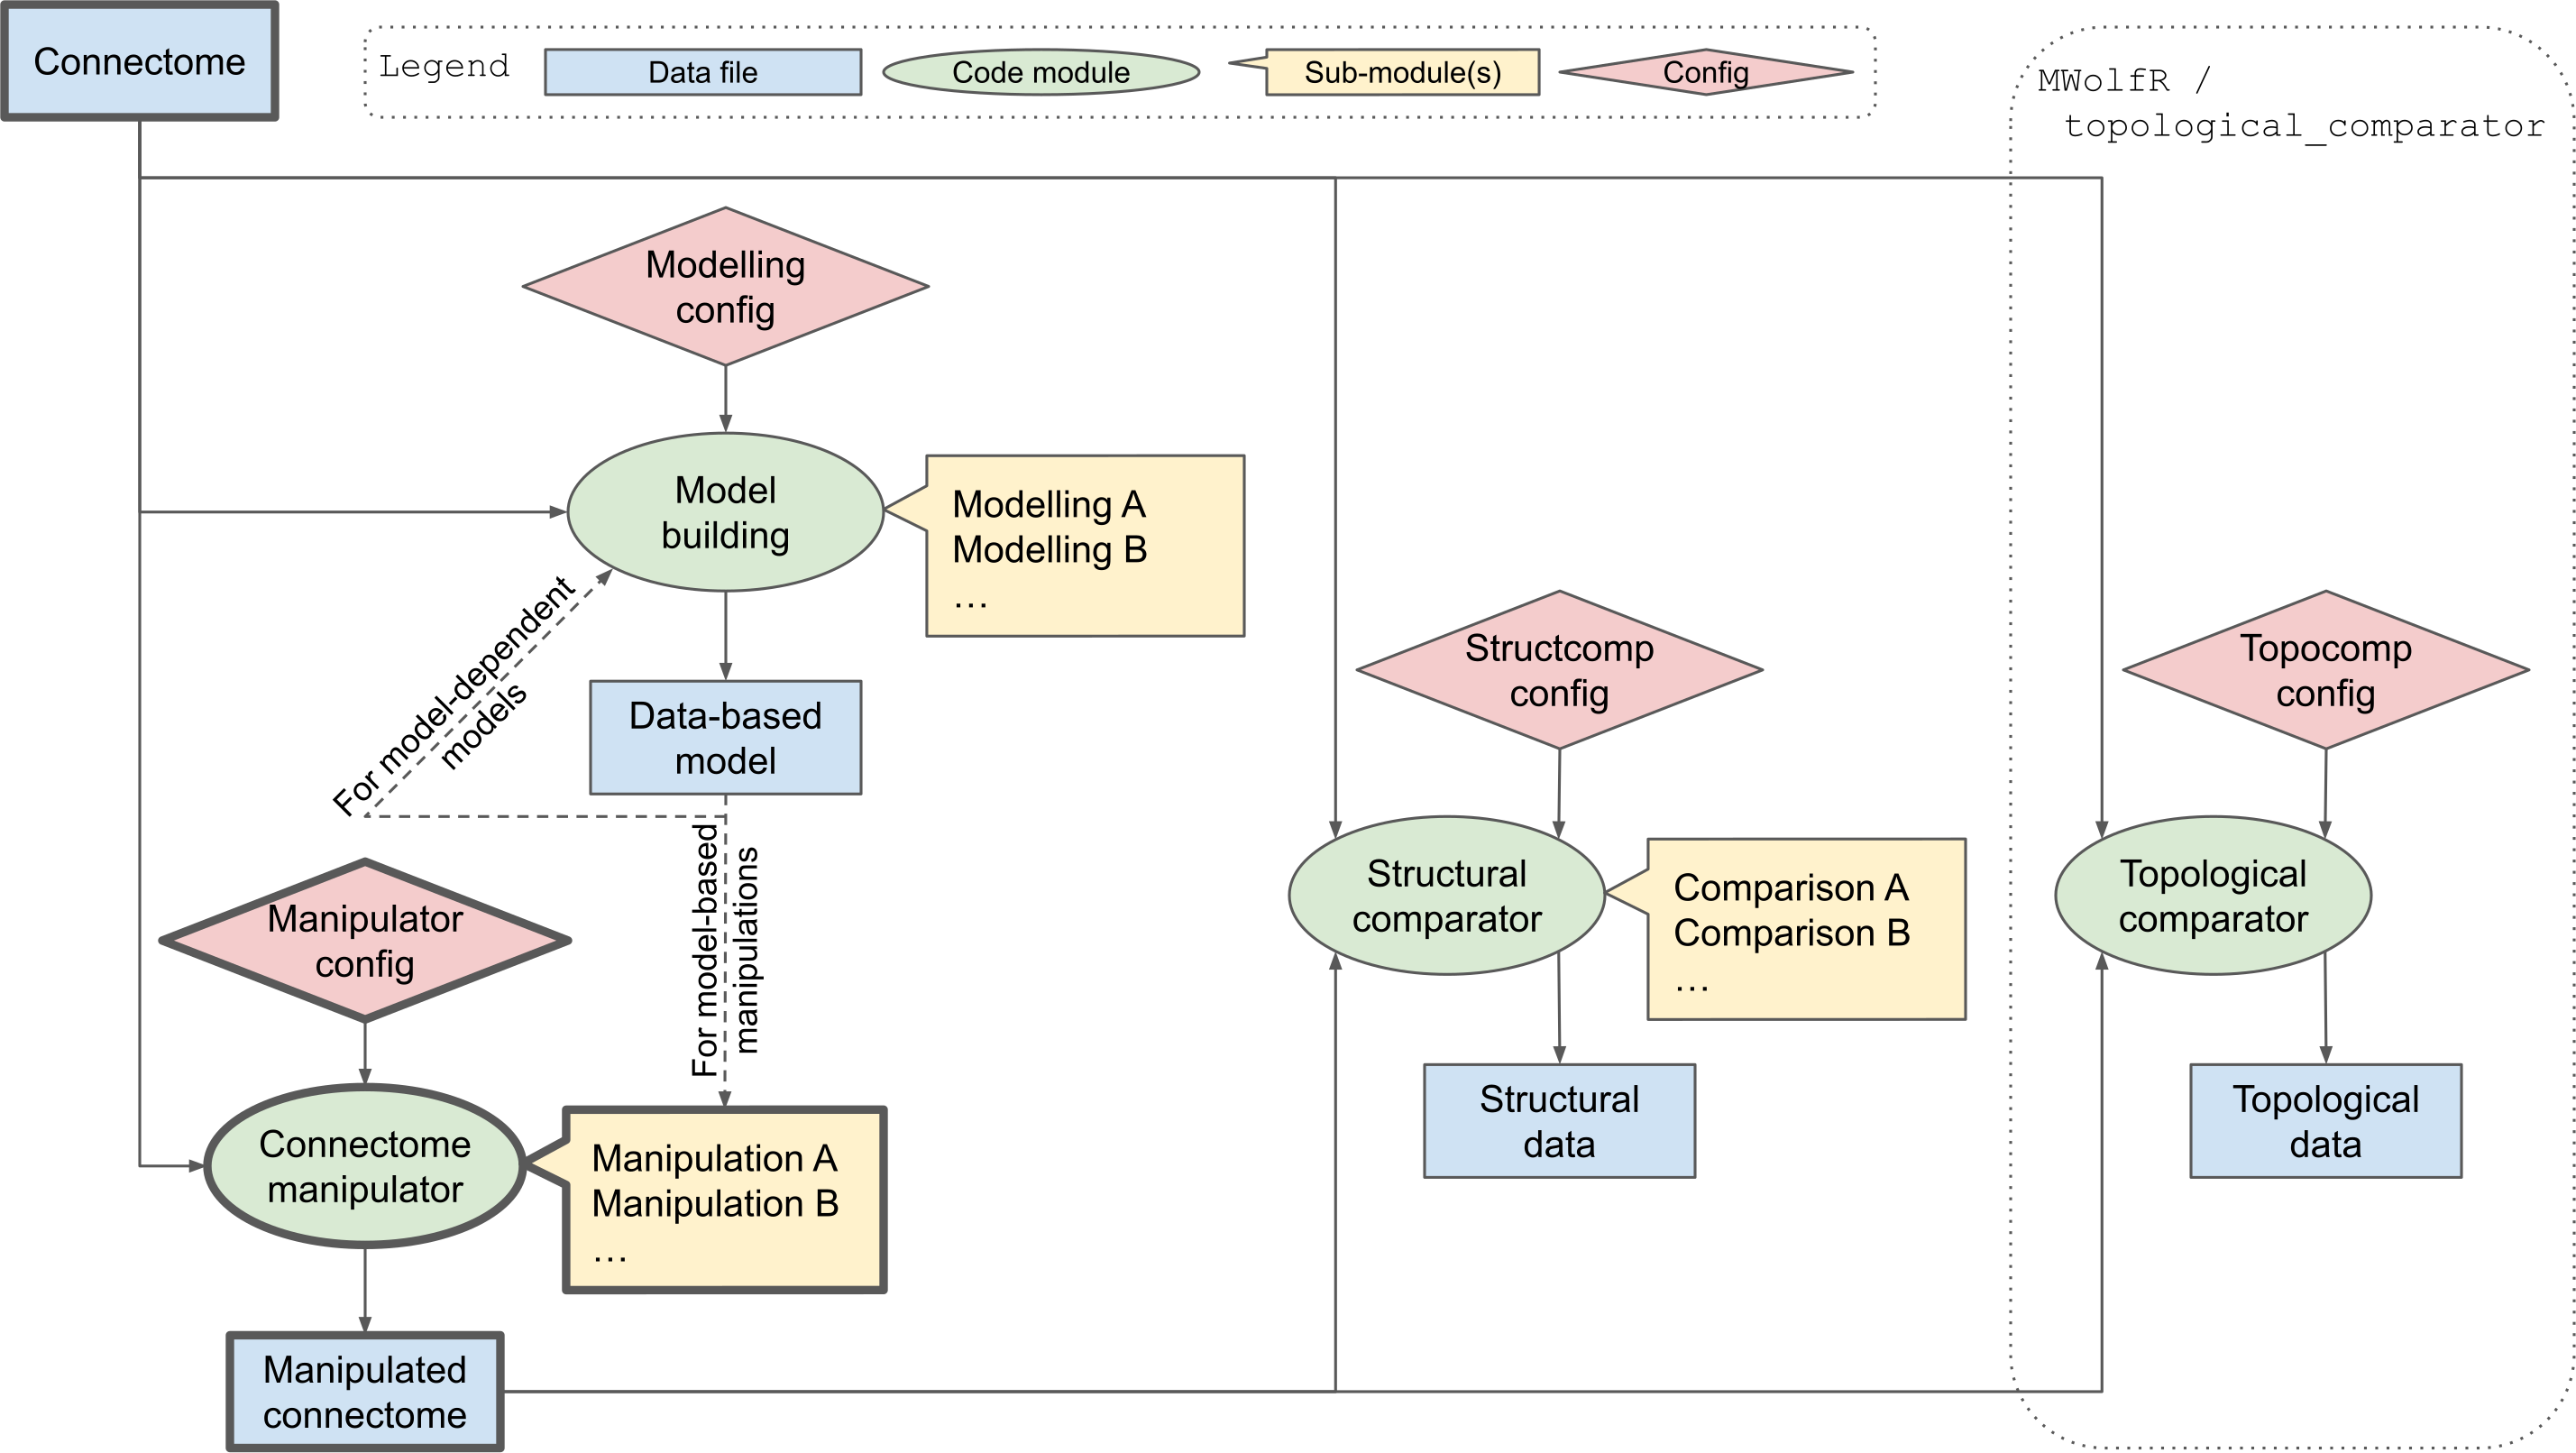 Connectome
Legend
Data file
Code module
Sub-module(s)
Config
MWolfR /
topological_comparator
Modelling
config
Model
building
Modelling A
Modelling B
…
For model-dependent
models
Data-based
model
Structcomp
config
Topocomp
config
For model-based
manipulations
Manipulator
config
Structural
comparator
Comparison A
Comparison B
…
Topological
comparator
Connectome
manipulator
Manipulation A
Manipulation B
…
Structural
data
Topological
data
Manipulated
connectome